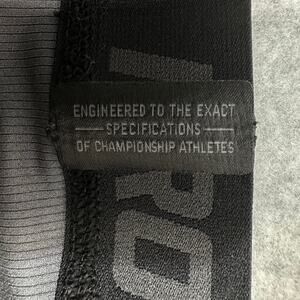 ENGINEERED TO THE EXACT
SPECIFICATIONS
OF CHAMPIONSHIP ATHLETES